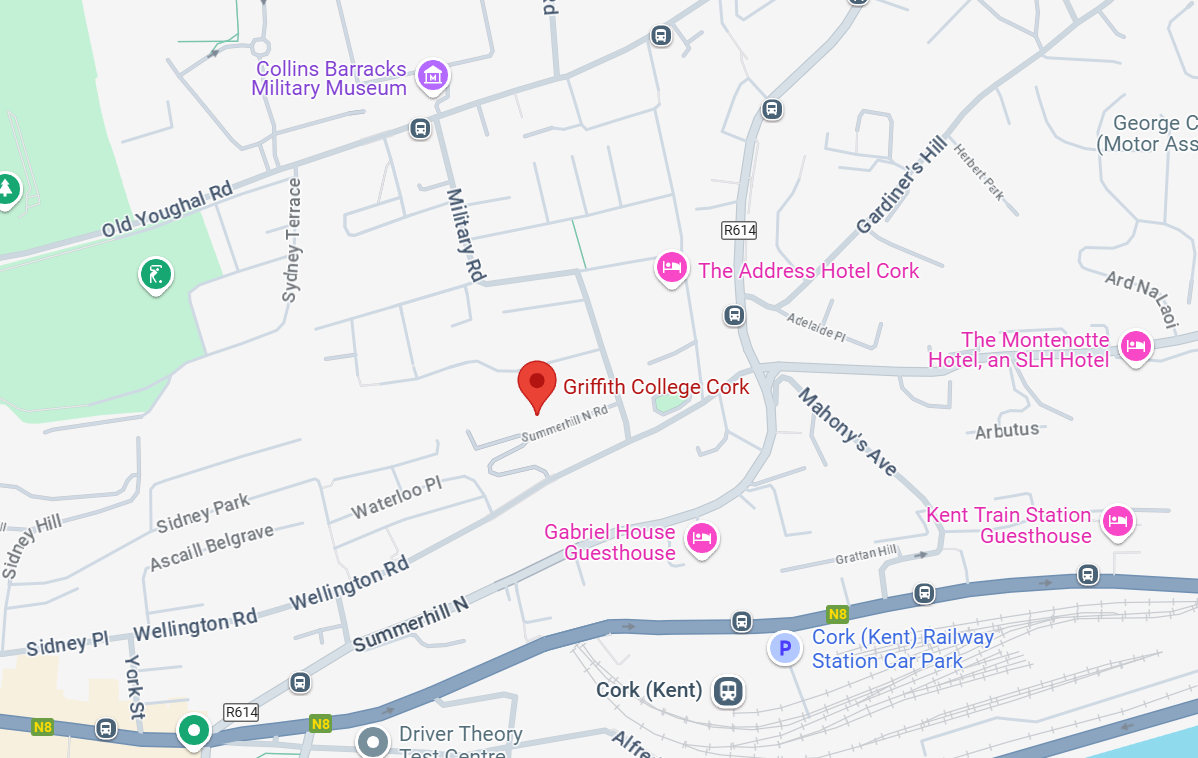 Rd
Collins Barracks
Military Museum
George C
(Motor Ass
Gardiner's Hill
Herbert Park
Old Youghal Rd
Sydney Terrace
Military Rd
R614
The Address Hotel Cork
Ard Na Laoi
Adelaide Pl
The Montenotte
Hotel, an SLH Hotel
Griffith College Cork
Summerhill N Rd
Mahony's Ave
Arbutus
Waterloo Pl
Sidney Park
Ascaill Belgrave
Sidney Hill
Gabriel House
Guesthouse
Kent Train Station
Guesthouse
Grattan Hill
Wellington Rd
Wellington Rd
Summerhill N
Sidney Pl
York St
N8
P
Cork (Kent) Railway
Station Car Park
Cork (Kent)
R614
N8
N8
Driver Theory
Test Centre
Alfre